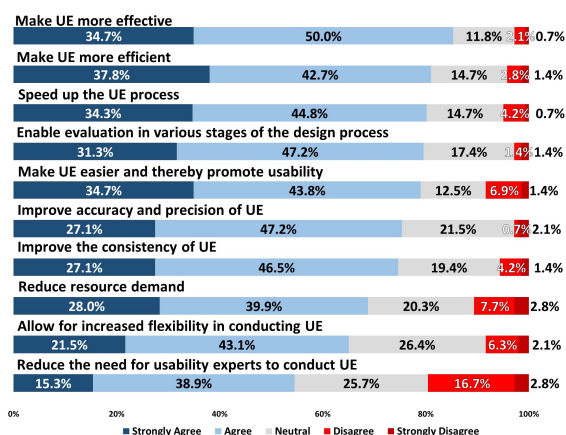 Make UE more effective
34.7% 50.0% 11.8% 2.1% 0.7%
Make UE more efficient
37.8% 42.7% 14.7% 2.8% 1.4%
Speed up the UE process
34.3% 44.8% 14.7% 4.2% 0.7%
Enable evaluation in various stages of the design process
31.3% 47.2% 17.4% 1.4% 1.4%
Make UE easier and thereby promote usability
34.7% 43.8% 12.5% 6.9% 1.4%
Improve accuracy and precision of UE
27.1% 47.2% 21.5% 0.7% 2.1%
Improve the consistency of UE
27.1% 46.5% 19.4% 4.2% 1.4%
Reduce resource demand
28.0% 39.9% 20.3% 7.7% 2.8%
Allow for increased flexibility in conducting UE
21.5% 43.1% 26.4% 6.3% 2.1%
Reduce the need for usability experts to conduct UE
15.3% 38.9% 25.7% 16.7% 2.8%
0% 20% 40% 60% 80% 100%
Strongly Agree Agree Neutral Disagree Strongly Disagree